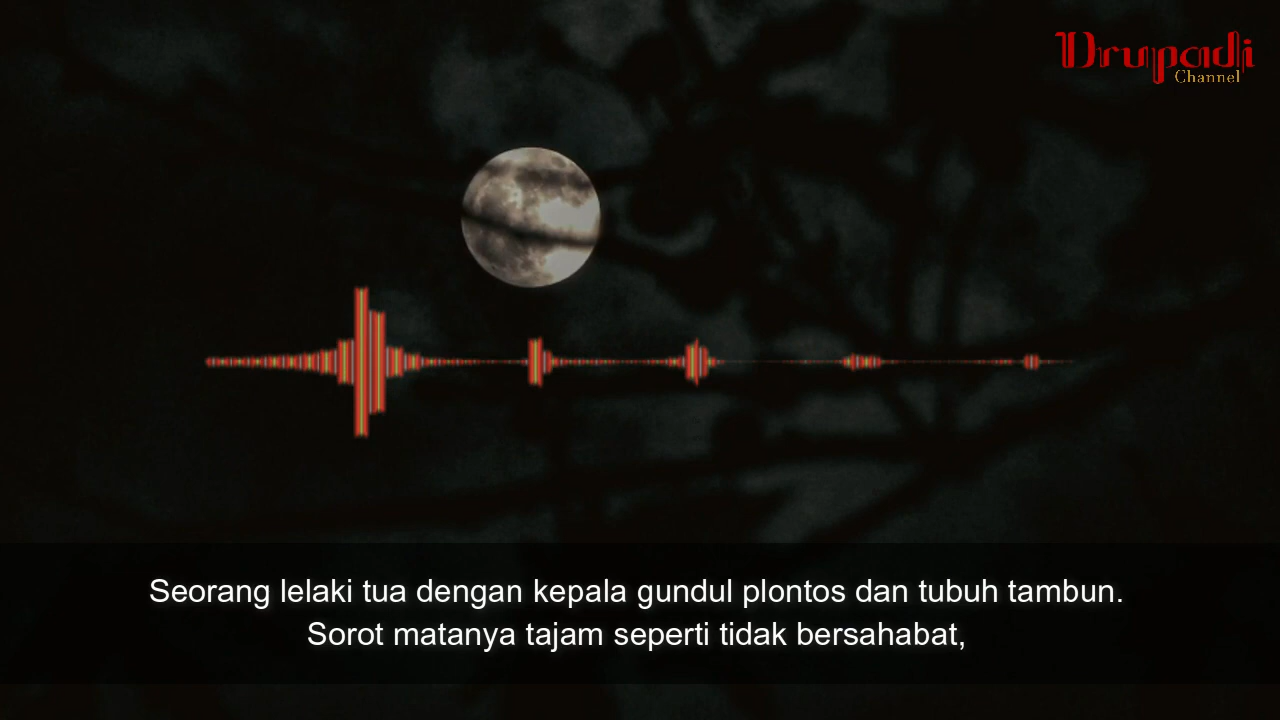 Drupadi
Channel
Seorang lelaki tua dengan kepala gundul plontos dan tubuh tambun.
Sorot matanya tajam seperti tidak bersahabat,